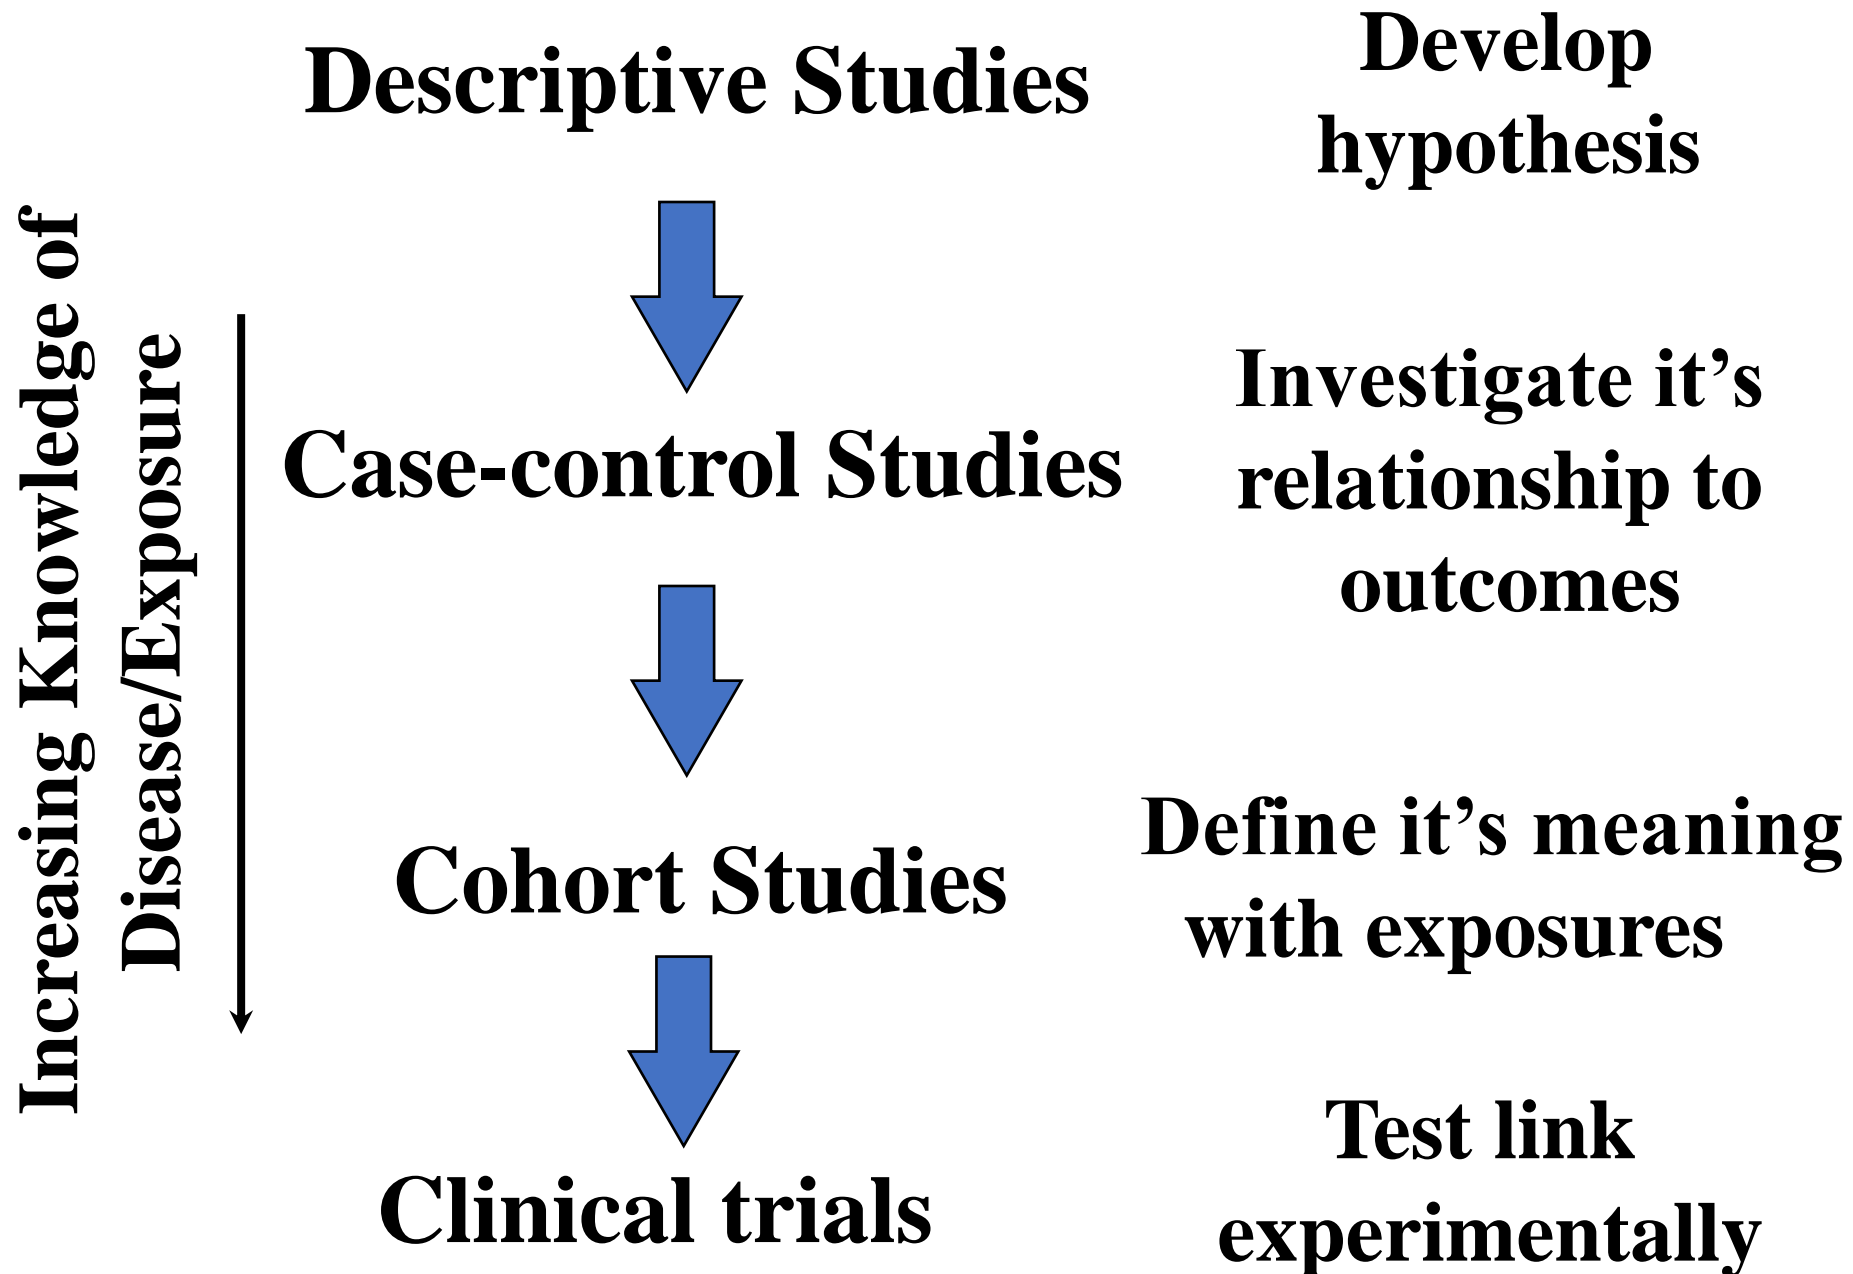 Increasing Knowledge of
Disease/Exposure
Descriptive Studies
Develop
hypothesis
Case-control Studies
Investigate it’s
relationship to
outcomes
Cohort Studies
Define it’s meaning
with exposures
Clinical trials
Test link
experimentally